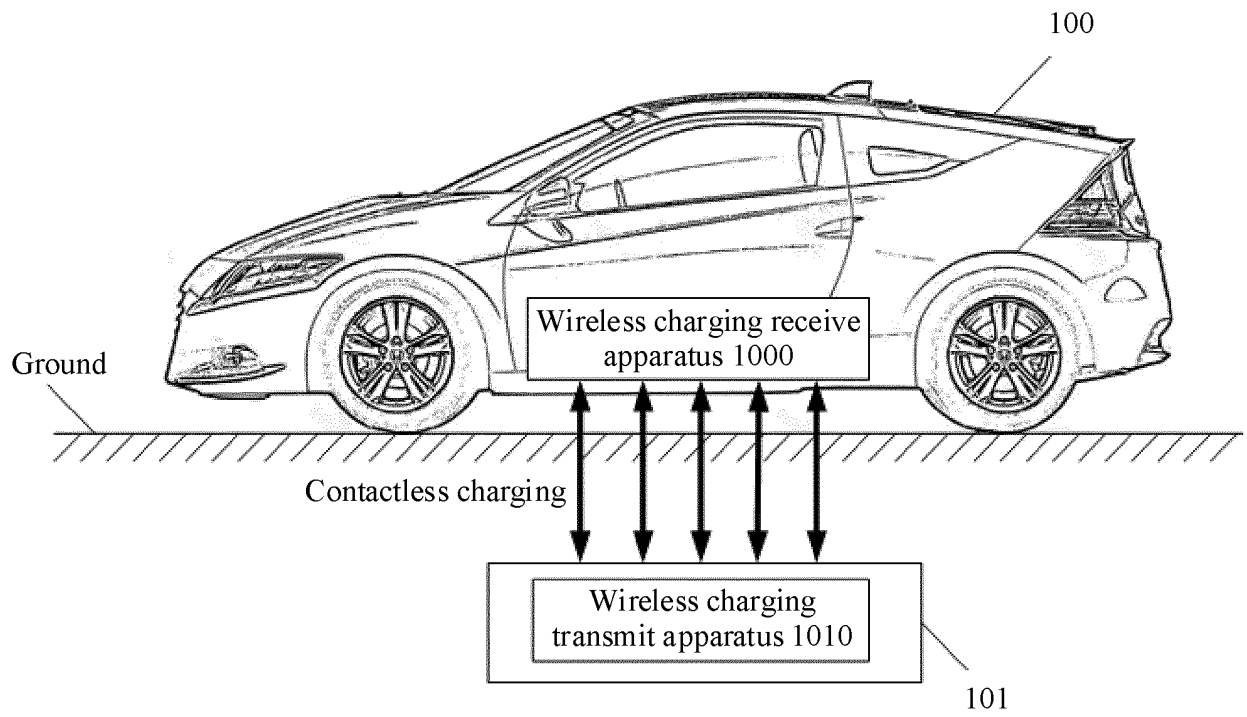 100
Wireless charging receive
apparatus 1000
Ground
Contactless charging
Wireless charging
transmit apparatus 1010
101